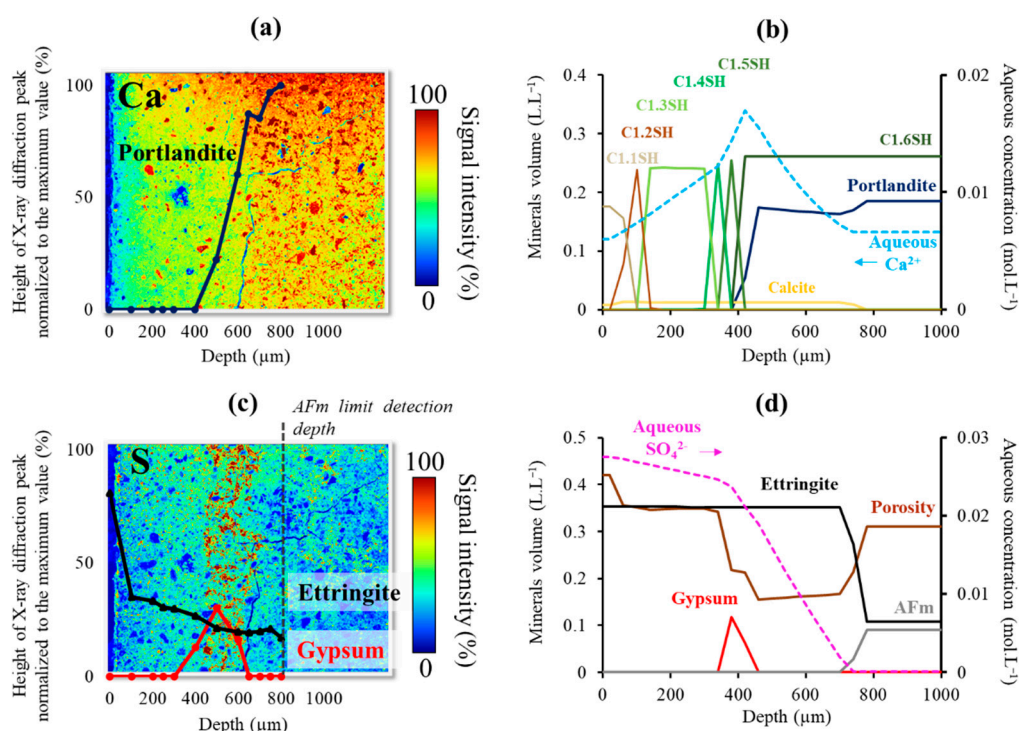 (a)
Height of X-ray diffraction peak
normalized to the maximum value (%)
100
50
0
Ca
Portlandite
0 200 400 600 800 1000
Depth (µm)
100
0
Signal intensity (%)
(b)
Minerals volume (L.L⁻¹)
0.4
0.3
0.2
0.1
0
C1.5SH
C1.4SH
C1.3SH
C1.2SH
C1.1SH
C1.6SH
Portlandite
Aqueous
Ca²⁺
←
Calcite
0 200 400 600 800 1000
Depth (µm)
0.02
0.01
0
Aqueous concentration (mol.L⁻¹)
(c)
AFm limit detection
depth
Height of X-ray diffraction peak
normalized to the maximum value (%)
100
50
0
S
Ettringite
Gypsum
0 200 400 600 800 1000
Depth (µm)
100
0
Signal intensity (%)
(d)
Minerals volume (L.L⁻¹)
0.5
0.4
0.3
0.2
0.1
0
Aqueous
SO₄²⁻ →
Ettringite
Porosity
Gypsum
AFm
0 200 400 600 800 1000
Depth (µm)
0.03
0.02
0.01
0
Aqueous concentration (mol.L⁻¹)